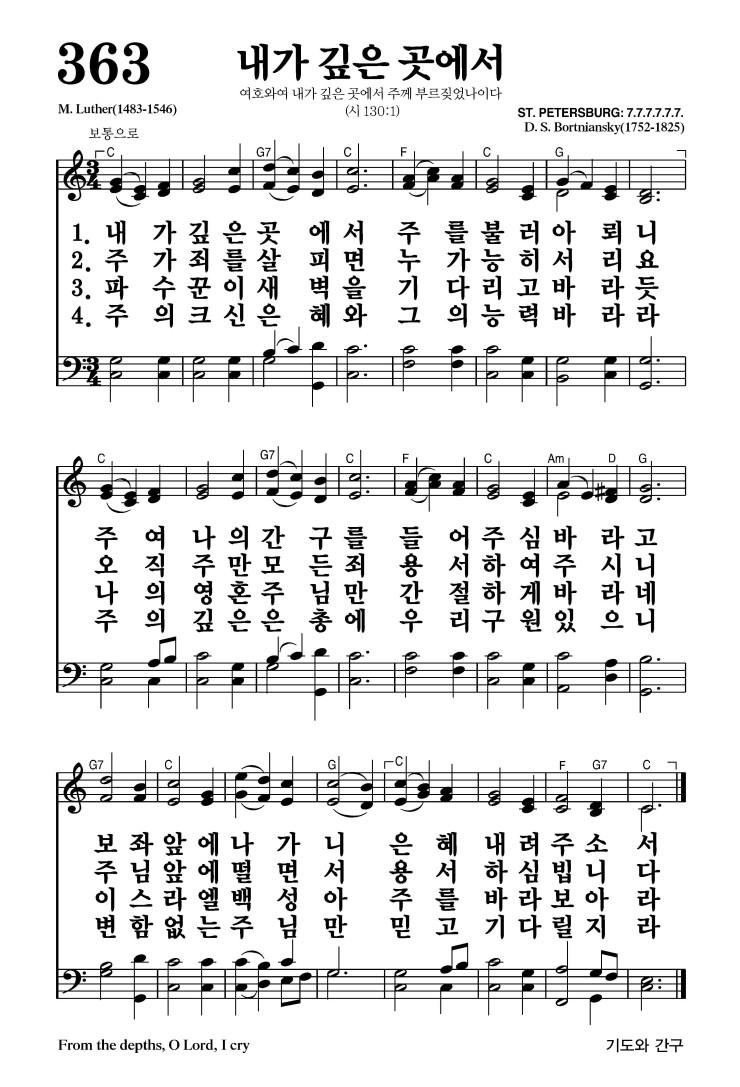 363
내가 깊은 곳에서
여호와여 내가 깊은 곳에서 주께 부르짖었나이다
(시 130:1)
M. Luther(1483-1546)
ST. PETERSBURG: 7.7.7.7.7.7.
D. S. Bortniansky(1752-1825)
보통으로
C G7 C F C G
3
4
1. 내 가 깊 은 곳 에 서 주 를 불 러 아 뢰 니
2. 주 가 죄 를 살 피 면 누 가 능 히 서 리 요
3. 파 수 꾼 이 새 벽 을 기 다 리 고 바 라 듯
4. 주 의 크 신 은 혜 와 그 의 능 력 바 라 라
3
4
C G7 C F C Am D G
주 여 나 의 간 구 를 들 어 주 심 바 라 고
오 직 주 만 모 든 죄 용 서 하 여 주 시 니
나 의 영 혼 주 님 만 간 절 하 게 바 라 네
주 의 깊 은 은 총 에 우 리 구 원 있 으 니
G7 C G C F G7 C
보 좌 앞 에 나 가 니 은 혜 내 려 주 소 서
주 님 앞 에 떨 면 서 용 서 하 심 빕 니 다
이 스 라 엘 백 성 아 주 를 바 라 보 아 라
변 함 없 는 주 님 만 믿 고 기 다 릴 지 라
From the depths, O Lord, I cry
기도와 간구